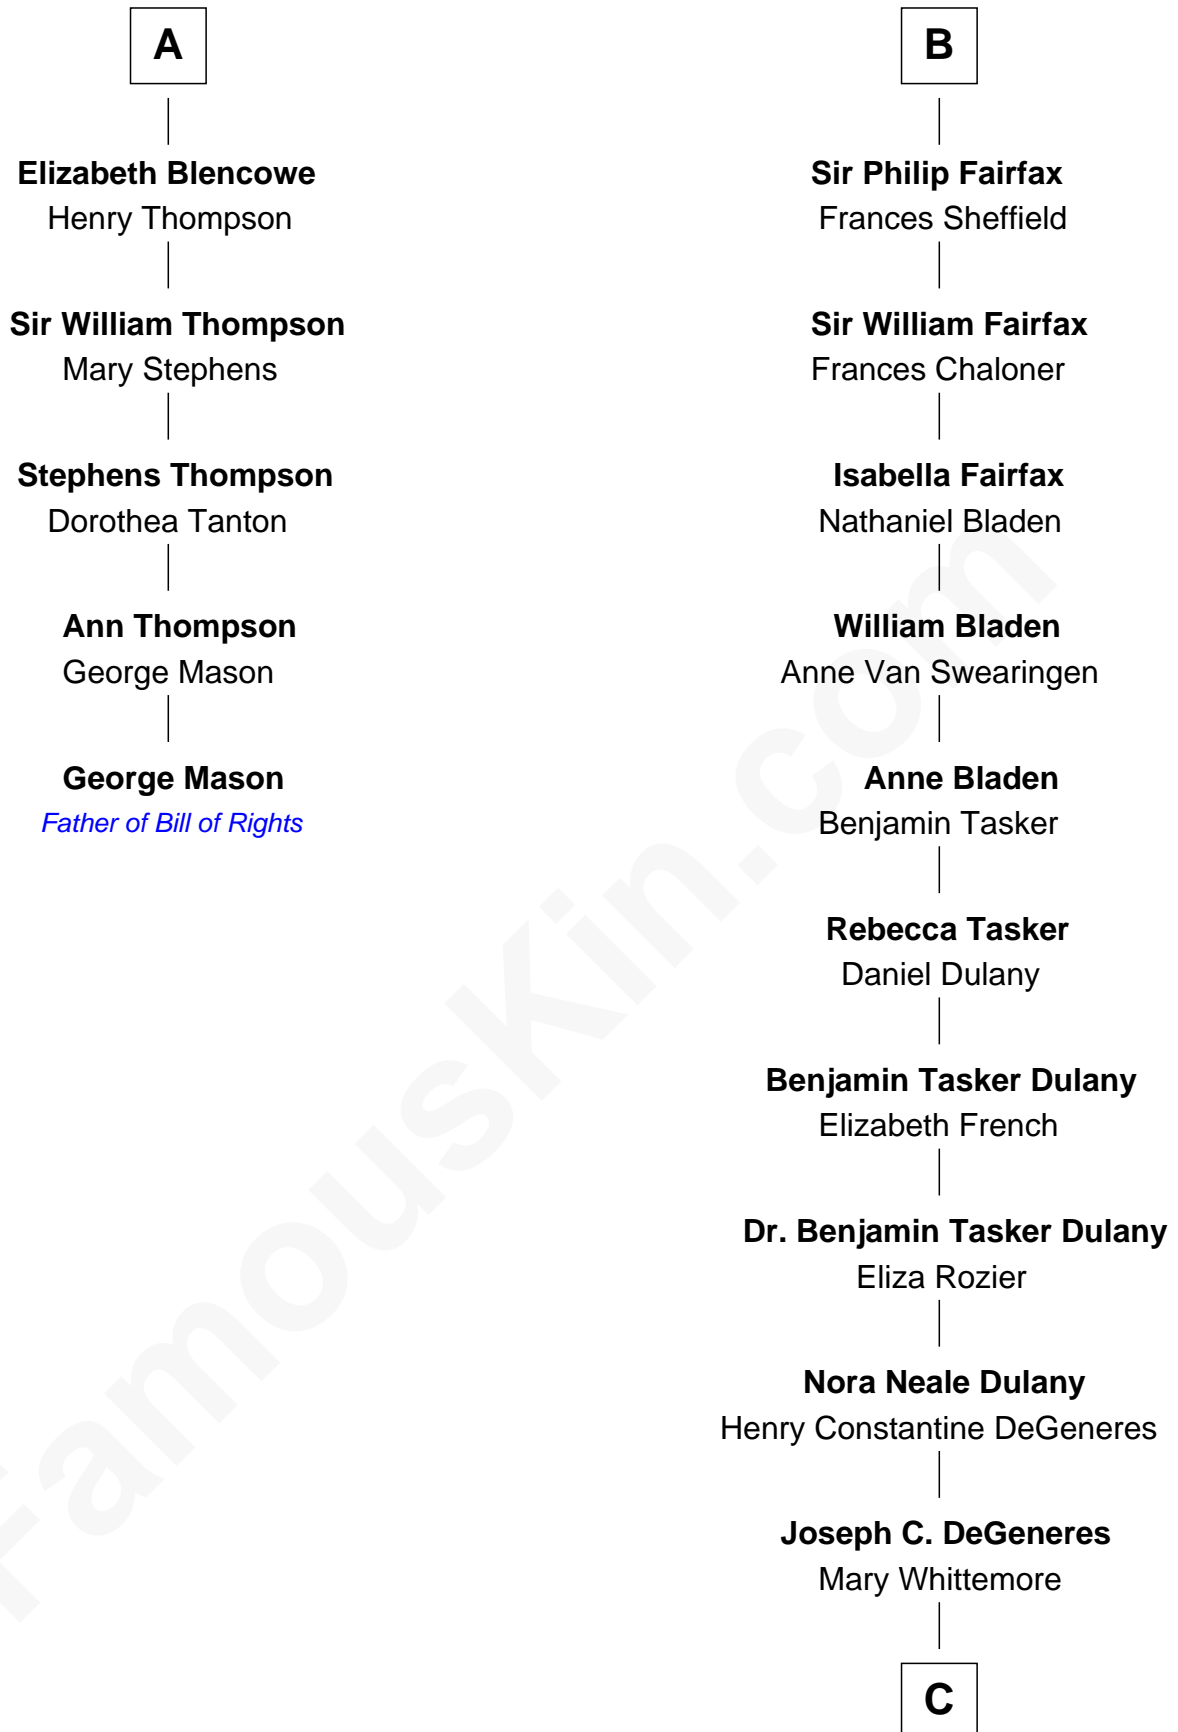 A
Elizabeth Blencowe
Henry Thompson
Sir William Thompson
Mary Stephens
Stephens Thompson
Dorothea Tanton
Ann Thompson
George Mason
George Mason
Father of Bill of Rights
B
Sir Philip Fairfax
Frances Sheffield
Sir William Fairfax
Frances Chaloner
Isabella Fairfax
Nathaniel Bladen
William Bladen
Anne Van Swearingen
Anne Bladen
Benjamin Tasker
Rebecca Tasker
Daniel Dulany
Benjamin Tasker Dulany
Elizabeth French
Dr. Benjamin Tasker Dulany
Eliza Rozier
Nora Neale Dulany
Henry Constantine DeGeneres
Joseph C. DeGeneres
Mary Whittemore
C
FamousKin.com